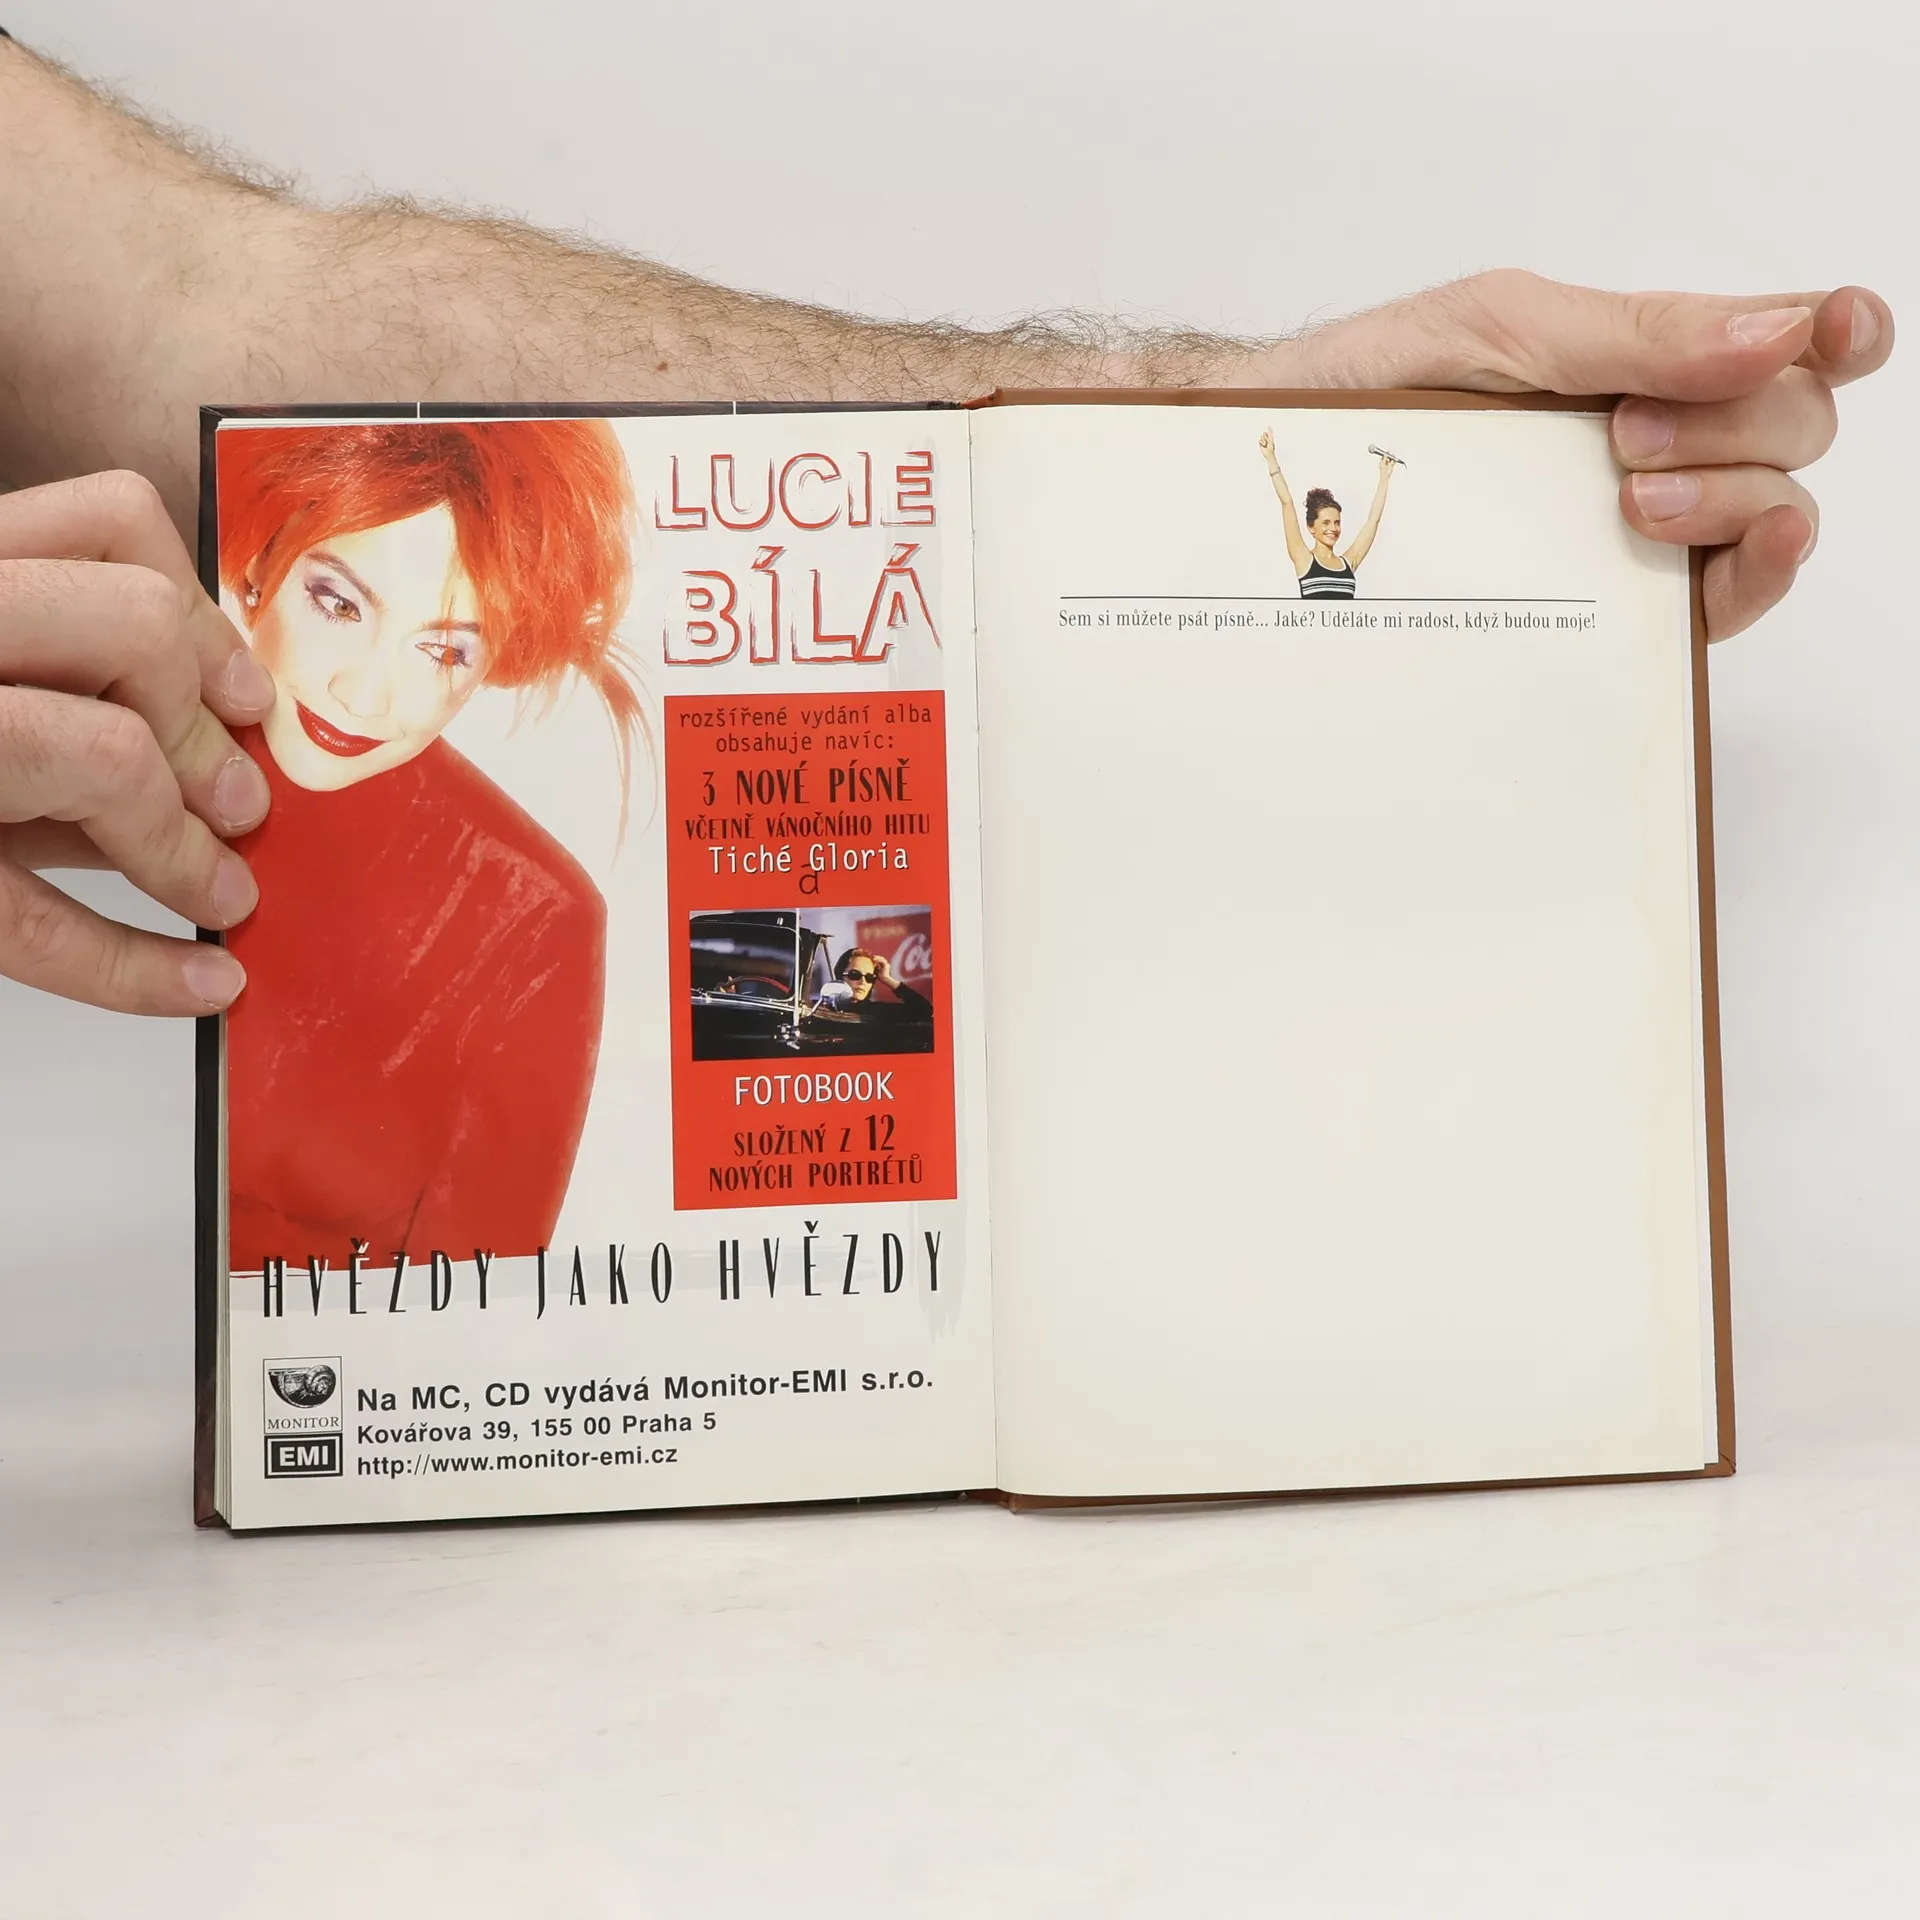 LUCIE
BÍLÁ
rozšířené vydání alba
obsahuje navíc:
3 NOVÉ PÍSNĚ
VČETNĚ VÁNOČNÍHO HITU
Tiché Gloria
a
Coc
FOTOBOOK
SLOŽENÝ Z 12
NOVÝCH PORTRÉTŮ
HVĚZDY JAKO HVĚZDY
MONITOR
EMI
Na MC, CD vydává Monitor-EMI s.r.o.
Kovářova 39, 155 00 Praha 5
http://www.monitor-emi.cz
Sem si můžete psát písně... Jaké? Uděláte mi radost, když budou moje!